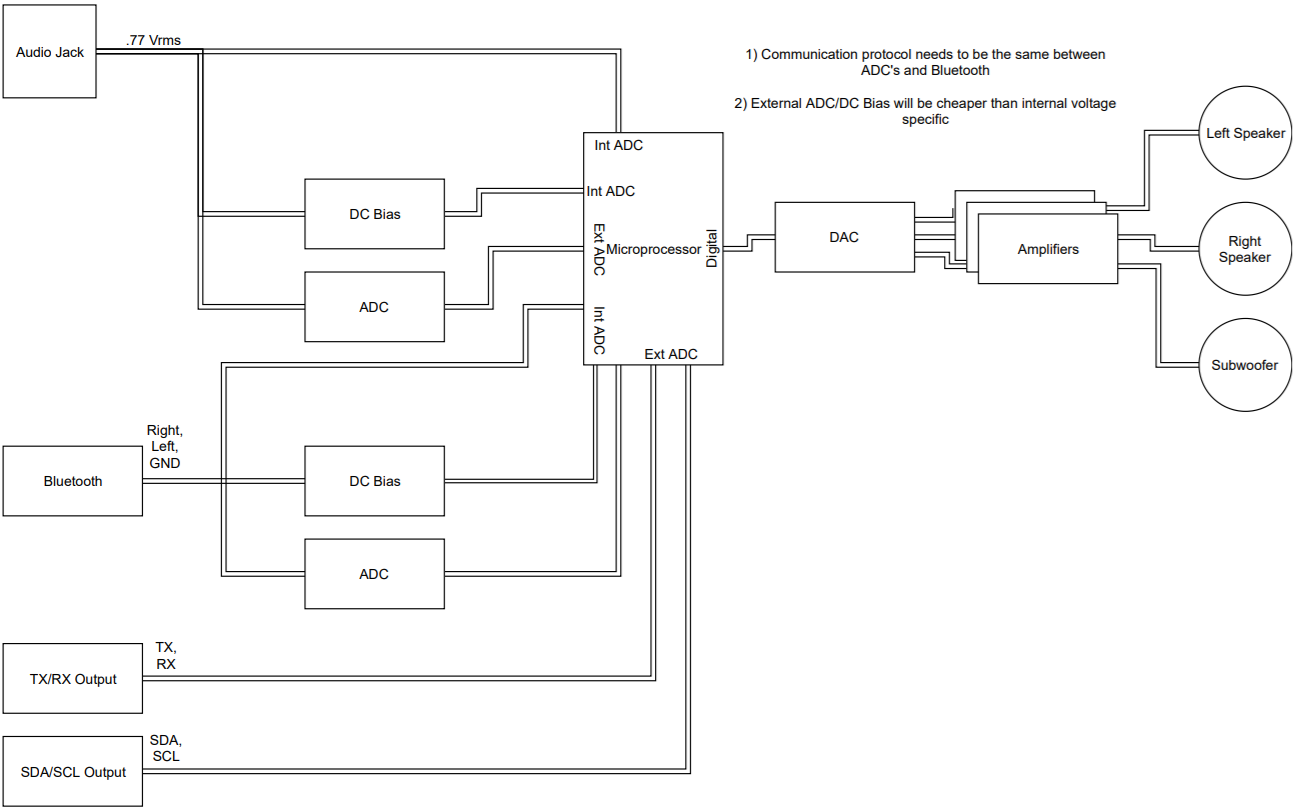 Audio Jack
.77 Vrms
1) Communication protocol needs to be the same between
ADC's and Bluetooth
2) External ADC/DC Bias will be cheaper than internal voltage
specific
Left Speaker
Int ADC
Int ADC
DC Bias
Ext ADC
Microprocessor
Digital
DAC
Amplifiers
Right
Speaker
ADC
Int ADC
Ext ADC
Subwoofer
Right,
Left,
GND
Bluetooth
DC Bias
ADC
TX,
RX
TX/RX Output
SDA,
SCL
SDA/SCL Output